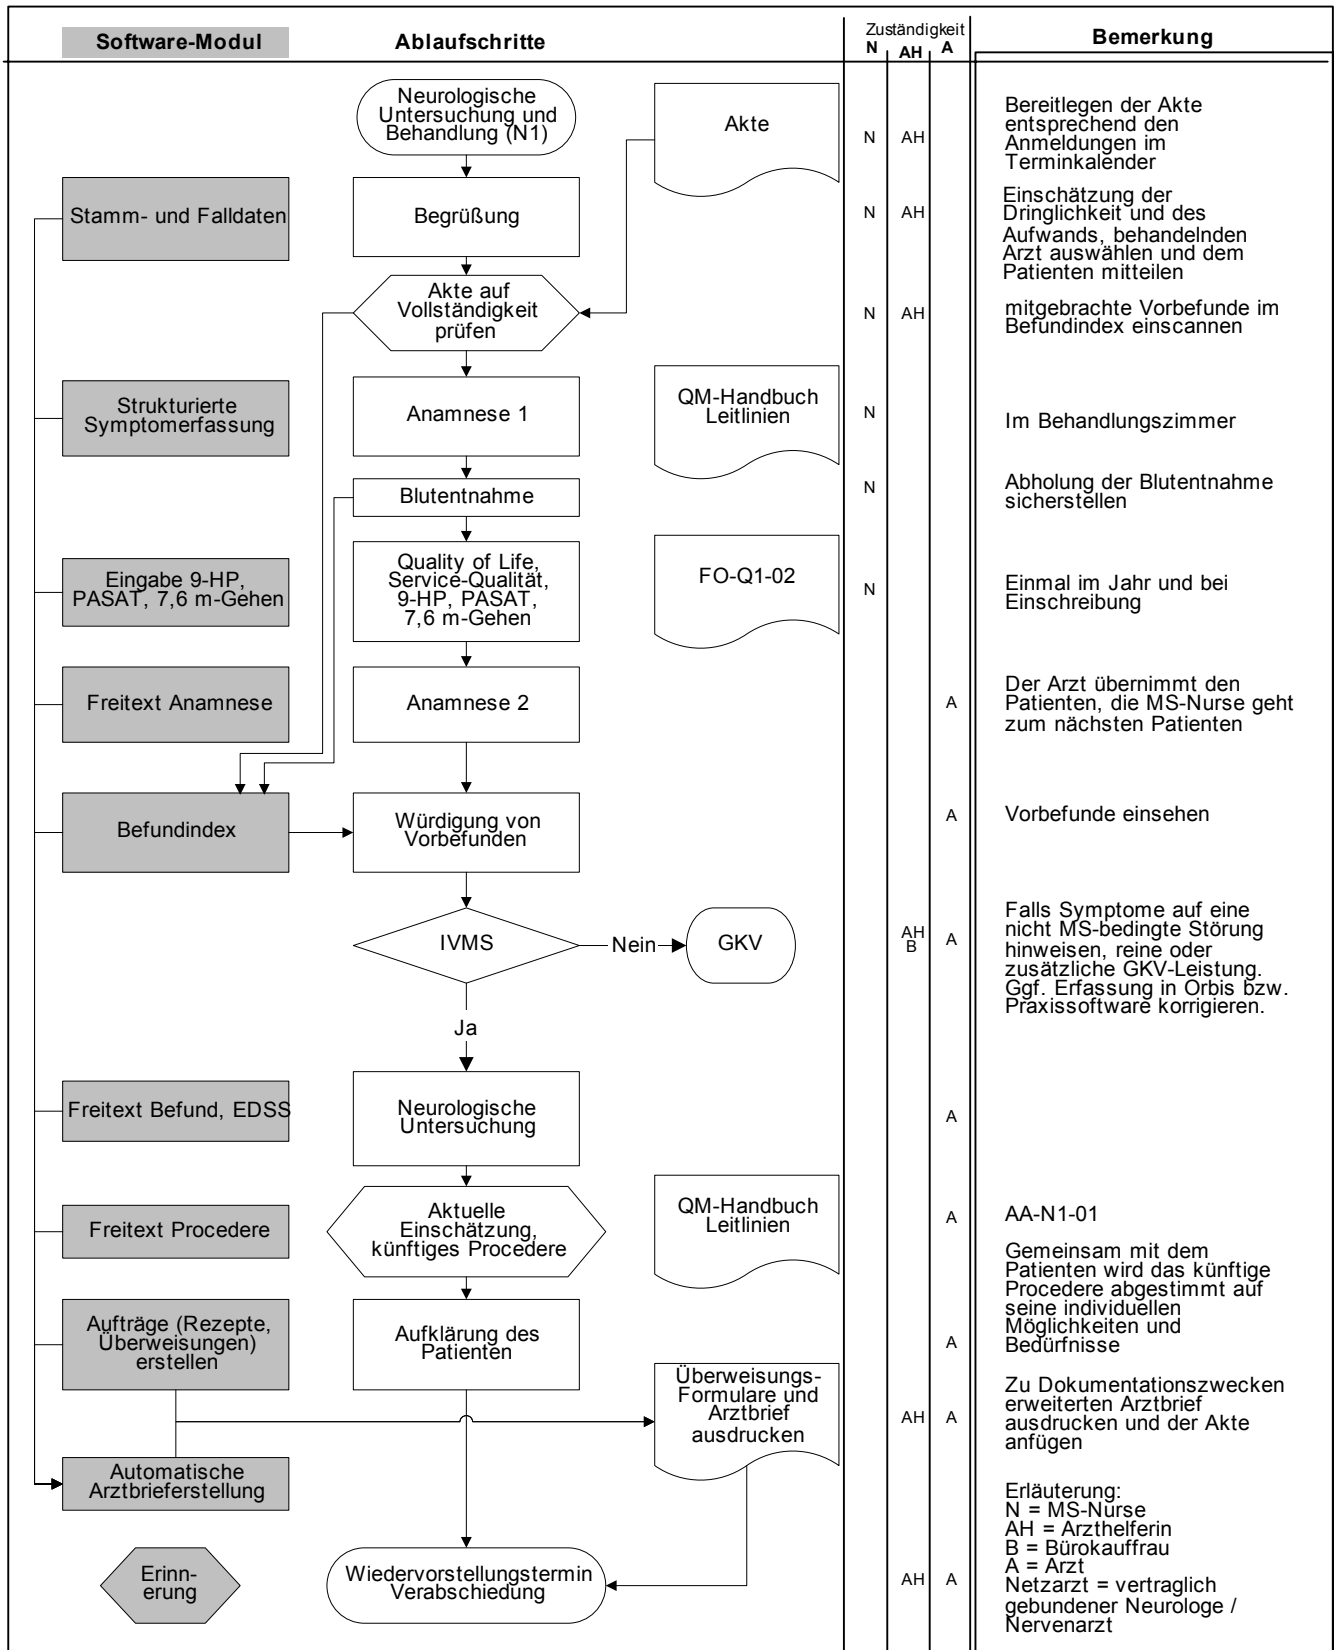 Software-Modul
Ablaufschritte
Zuständigkeit
N AH A
Bemerkung
Neurologische
Untersuchung und
Behandlung (N1)
Akte
N AH
Bereitlegen der Akte
entsprechend den
Anmeldungen im
Terminkalender
Stamm- und Falldaten
Begrüßung
N AH
Einschätzung der
Dringlichkeit und des
Aufwands, behandelnden
Arzt auswählen und dem
Patienten mitteilen
Akte auf
Vollständigkeit
prüfen
N AH
mitgebrachte Vorbefunde im
Befundindex einscannen
Strukturierte
Symptomerfassung
Anamnese 1
QM-Handbuch
Leitlinien
N
Im Behandlungszimmer
Blutentnahme
N
Abholung der Blutentnahme
sicherstellen
Eingabe 9-HP,
PASAT, 7,6 m-Gehen
Quality of Life,
Service-Qualität,
9-HP, PASAT,
7,6 m-Gehen
FO-Q1-02
N
Einmal im Jahr und bei
Einschreibung
Freitext Anamnese
Anamnese 2
A
Der Arzt übernimmt den
Patienten, die MS-Nurse geht
zum nächsten Patienten
Befundindex
Würdigung von
Vorbefunden
A
Vorbefunde einsehen
IVMS
Nein
GKV
AH
B
A
Falls Symptome auf eine
nicht MS-bedingte Störung
hinweisen, reine oder
zusätzliche GKV-Leistung.
Ggf. Erfassung in Orbis bzw.
Praxissoftware korrigieren.
Ja
Freitext Befund, EDSS
Neurologische
Untersuchung
A
Freitext Procedere
Aktuelle
Einschätzung,
künftiges Procedere
QM-Handbuch
Leitlinien
A
AA-N1-01
Aufträge (Rezepte,
Überweisungen)
erstellen
Aufklärung des
Patienten
A
Gemeinsam mit dem
Patienten wird das künftige
Procedere abgestimmt auf
seine individuellen
Möglichkeiten und
Bedürfnisse
Überweisungs-
Formulare und
Arztbrief
ausdrucken
AH A
Zu Dokumentationszwecken
erweiterten Arztbrief
ausdrucken und der Akte
anfügen
Automatische
Arztbrieferstellung
Erinn-
erung
Wiedervorstellungstermin
Verabschiedung
AH A
Erläuterung:
N = MS-Nurse
AH = Arzthelferin
B = Bürokauffrau
A = Arzt
Netzarzt = vertraglich
gebundener Neurologe /
Nervenarzt